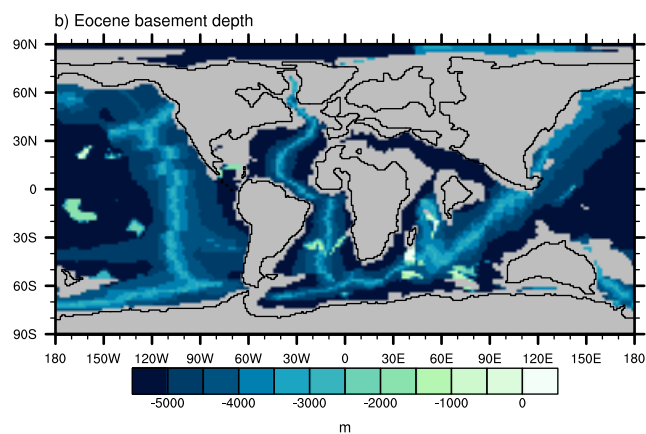 b) Eocene basement depth
90N
60N
30N
0
30S
60S
90S
180 150W 120W 90W 60W 30W 0 30E 60E 90E 120E 150E 180
-5000 -4000 -3000 -2000 -1000 0
m